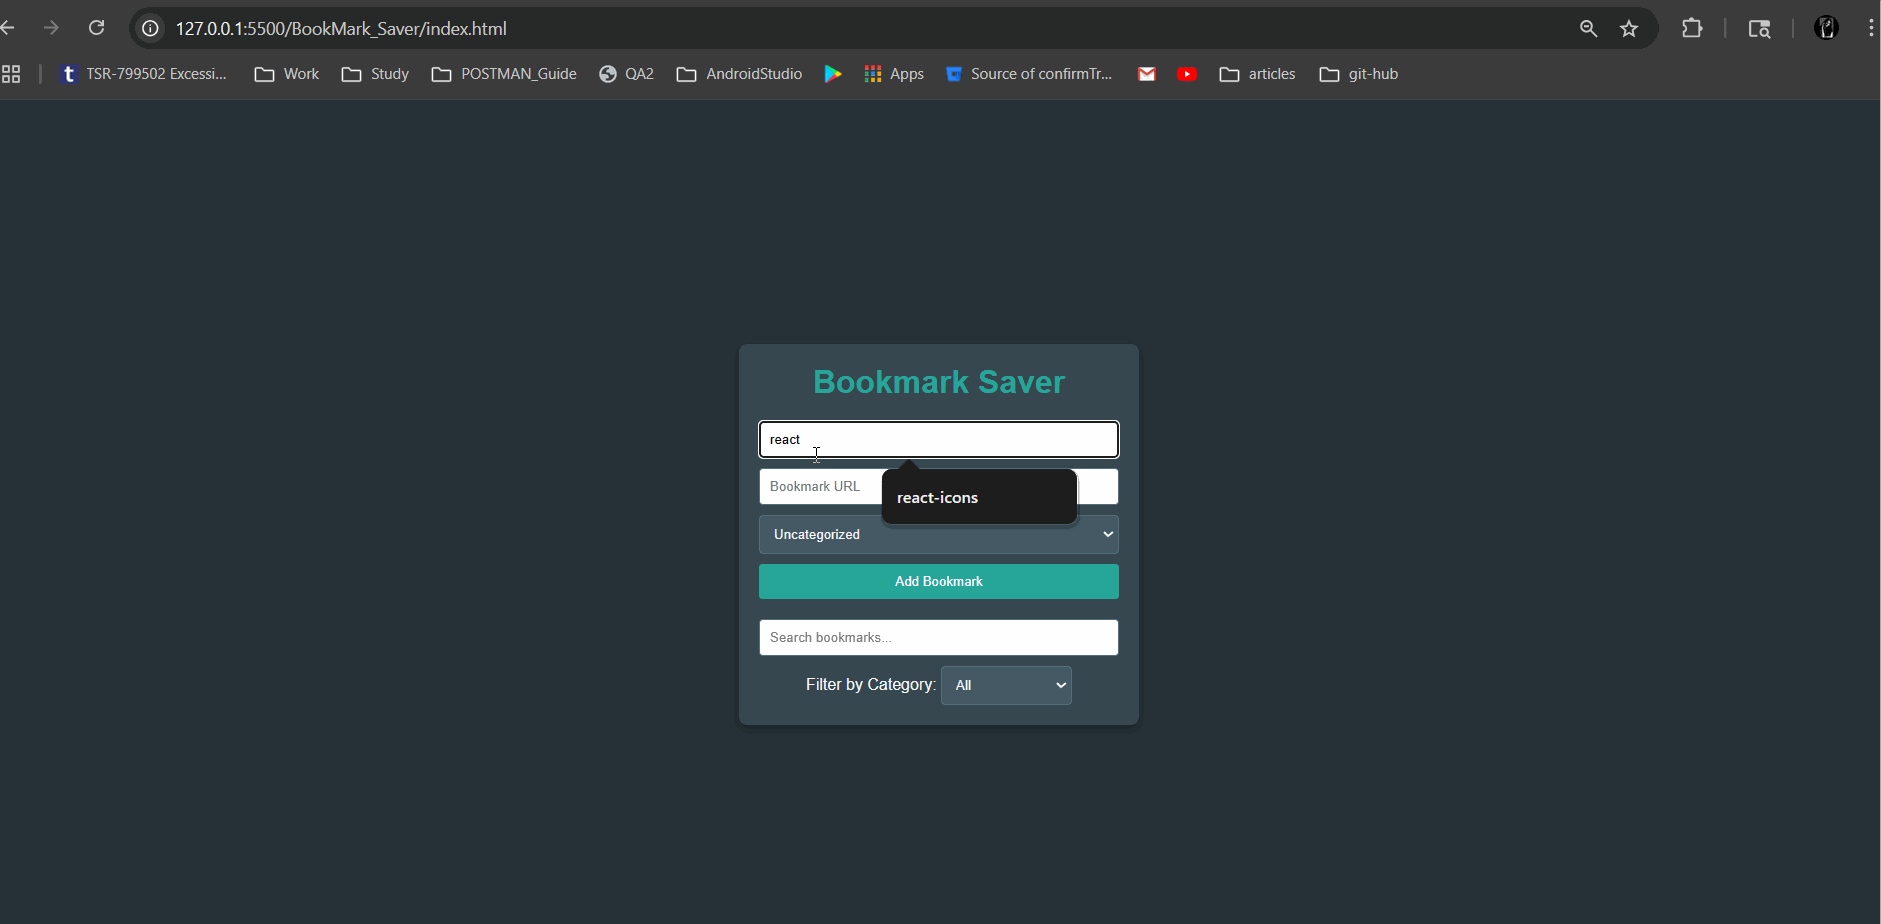 127.0.0.1:5500/BookMark_Saver/index.html
t TSR-799502 Excessi... Work Study POSTMAN_Guide QA2 AndroidStudio Apps Source of confirmTr... articles git-hub
Bookmark Saver
react
Bookmark URL
react-icons
Uncategorized
Add Bookmark
Search bookmarks...
Filter by Category: All